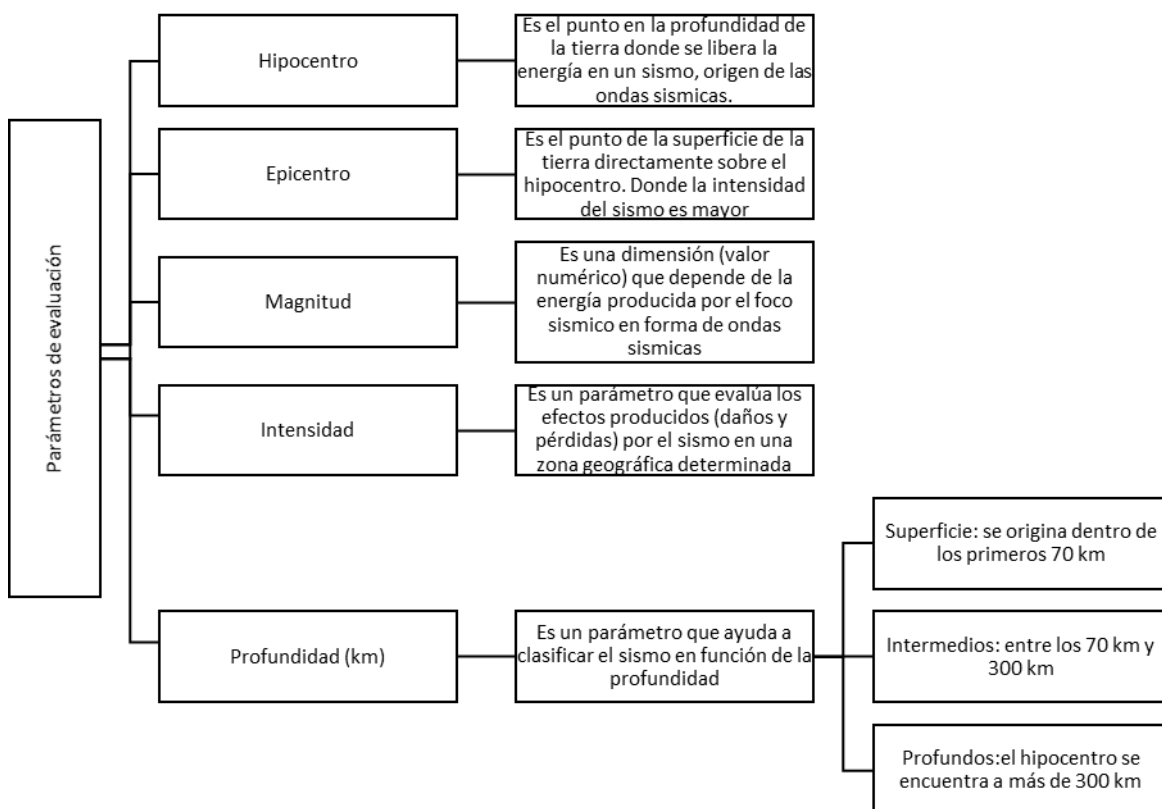 Parámetros de evaluación
Hipocentro
Es el punto en la profundidad de
la tierra donde se libera la
energía en un sismo, origen de las
ondas sismicas.
Epicentro
Es el punto de la superficie de la
tierra directamente sobre el
hipocentro. Donde la intensidad
del sismo es mayor
Magnitud
Es una dimensión (valor
numérico) que depende de la
energía producida por el foco
sismico en forma de ondas
sismicas
Intensidad
Es un parámetro que evalúa los
efectos producidos (daños y
pérdidas) por el sismo en una
zona geográfica determinada
Profundidad (km)
Es un parámetro que ayuda a
clasificar el sismo en función de la
profundidad
Superficie: se origina dentro de
los primeros 70 km
Intermedios: entre los 70 km y
300 km
Profundos:el hipocentro se
encuentra a más de 300 km